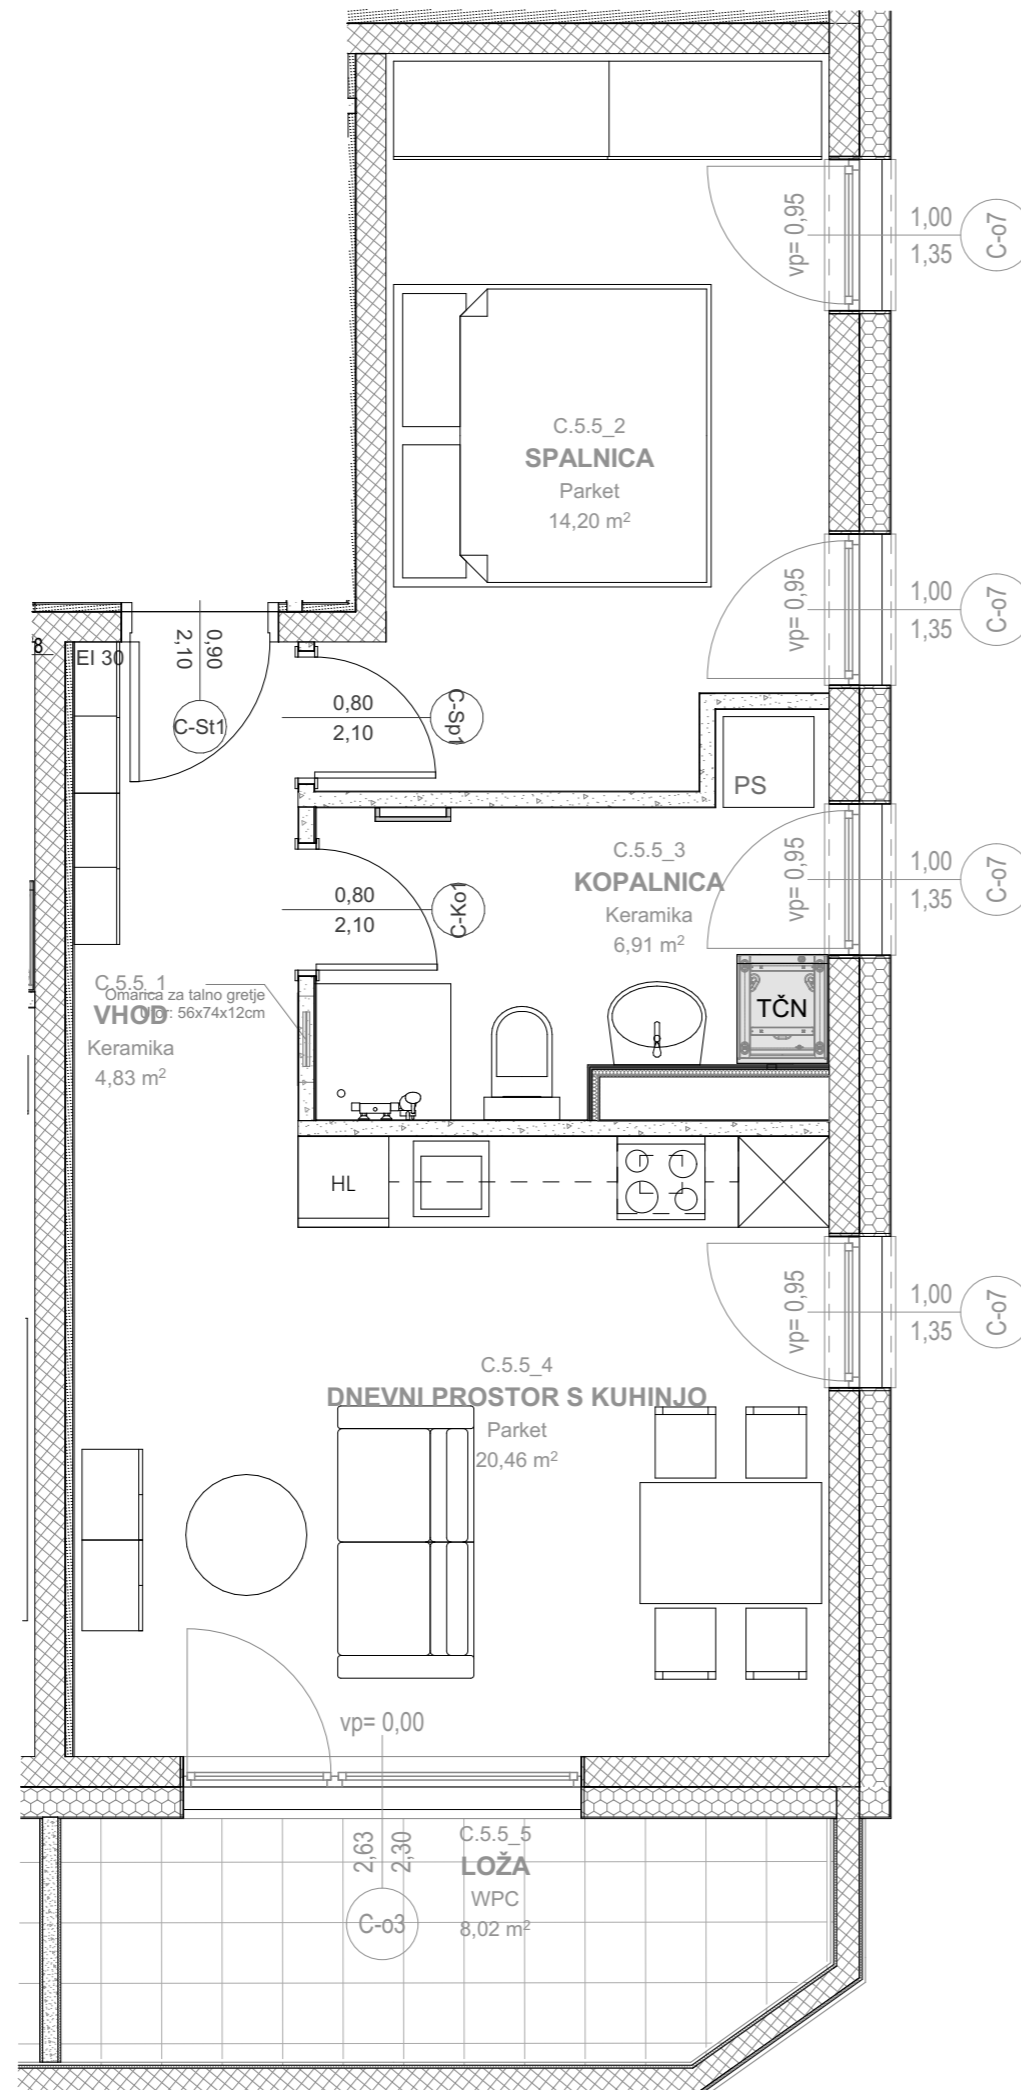 vp= 0,95
1,00
1,35
C-o7
C.5.5_2
SPALNICA
Parket
14,20 m²
vp= 0,95
1,00
1,35
C-o7
8
EI 30
0,90
2,10
C-St1
0,80
2,10
C-Sp1
PS
C.5.5_3
KOPALNICA
Keramika
6,91 m²
vp= 0,95
1,00
1,35
C-o7
0,80
2,10
C-Ko1
C.5.5_1
Omarica za talno gretje
56x74x12cm
VHOD
Keramika
4,83 m²
TČN
HL
vp= 0,95
1,00
1,35
C-o7
C.5.5_4
DNEVNI PROSTOR S KUHINJO
Parket
20,46 m²
vp= 0,00
2,63
2,30
C-o3
C.5.5_5
LOŽA
WPC
8,02 m²